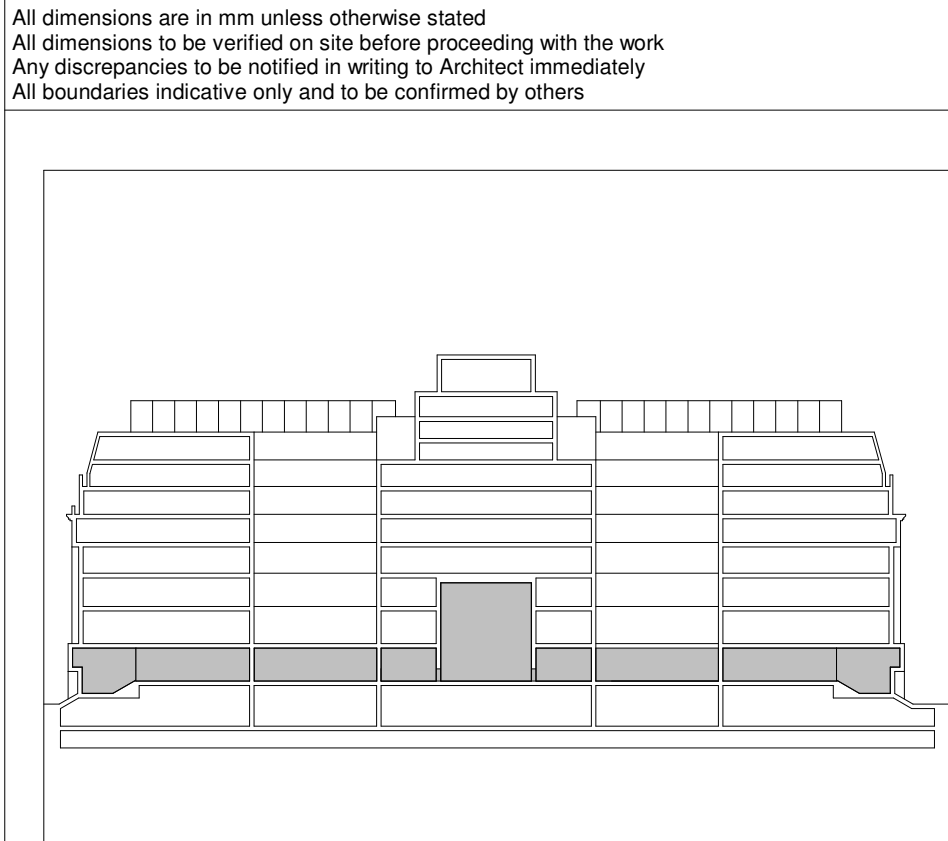 All dimensions are in mm unless otherwise stated
All dimensions to be verified on site before proceeding with the work
Any discrepancies to be notified in writing to Architect immediately
All boundaries indicative only and to be confirmed by others